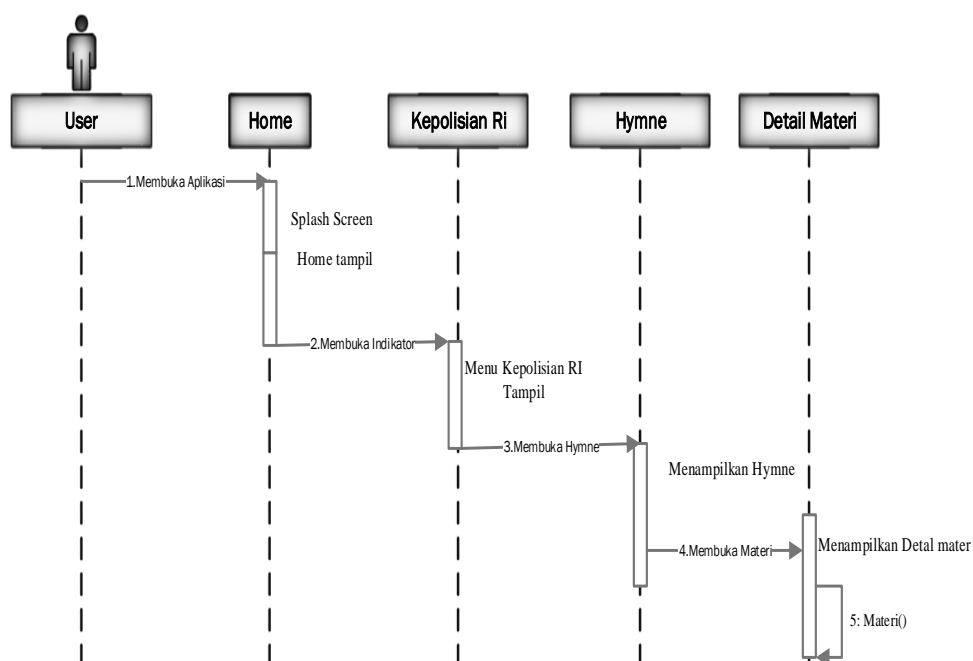 User
Home
Kepolisian Ri
Hymne
Detail Materi
1.Membuka Aplikasi
Splash Screen
Home tampil
2.Membuka Indikator
Menu Kepolisian RI
Tampil
3.Membuka Hymne
Menampilkan Hymne
4.Membuka Materi
Menampilkan Detal mater
5: Materi()